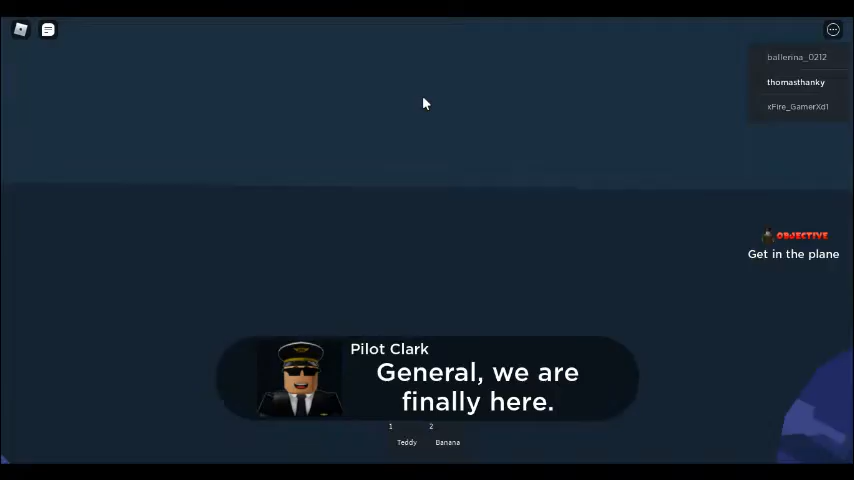 ballerina_0212
thomasthanky
xFire_GamerXd1
OBJECTIVE
Get in the plane
Pilot Clark
General, we are
finally here.
1 2
Teddy Banana